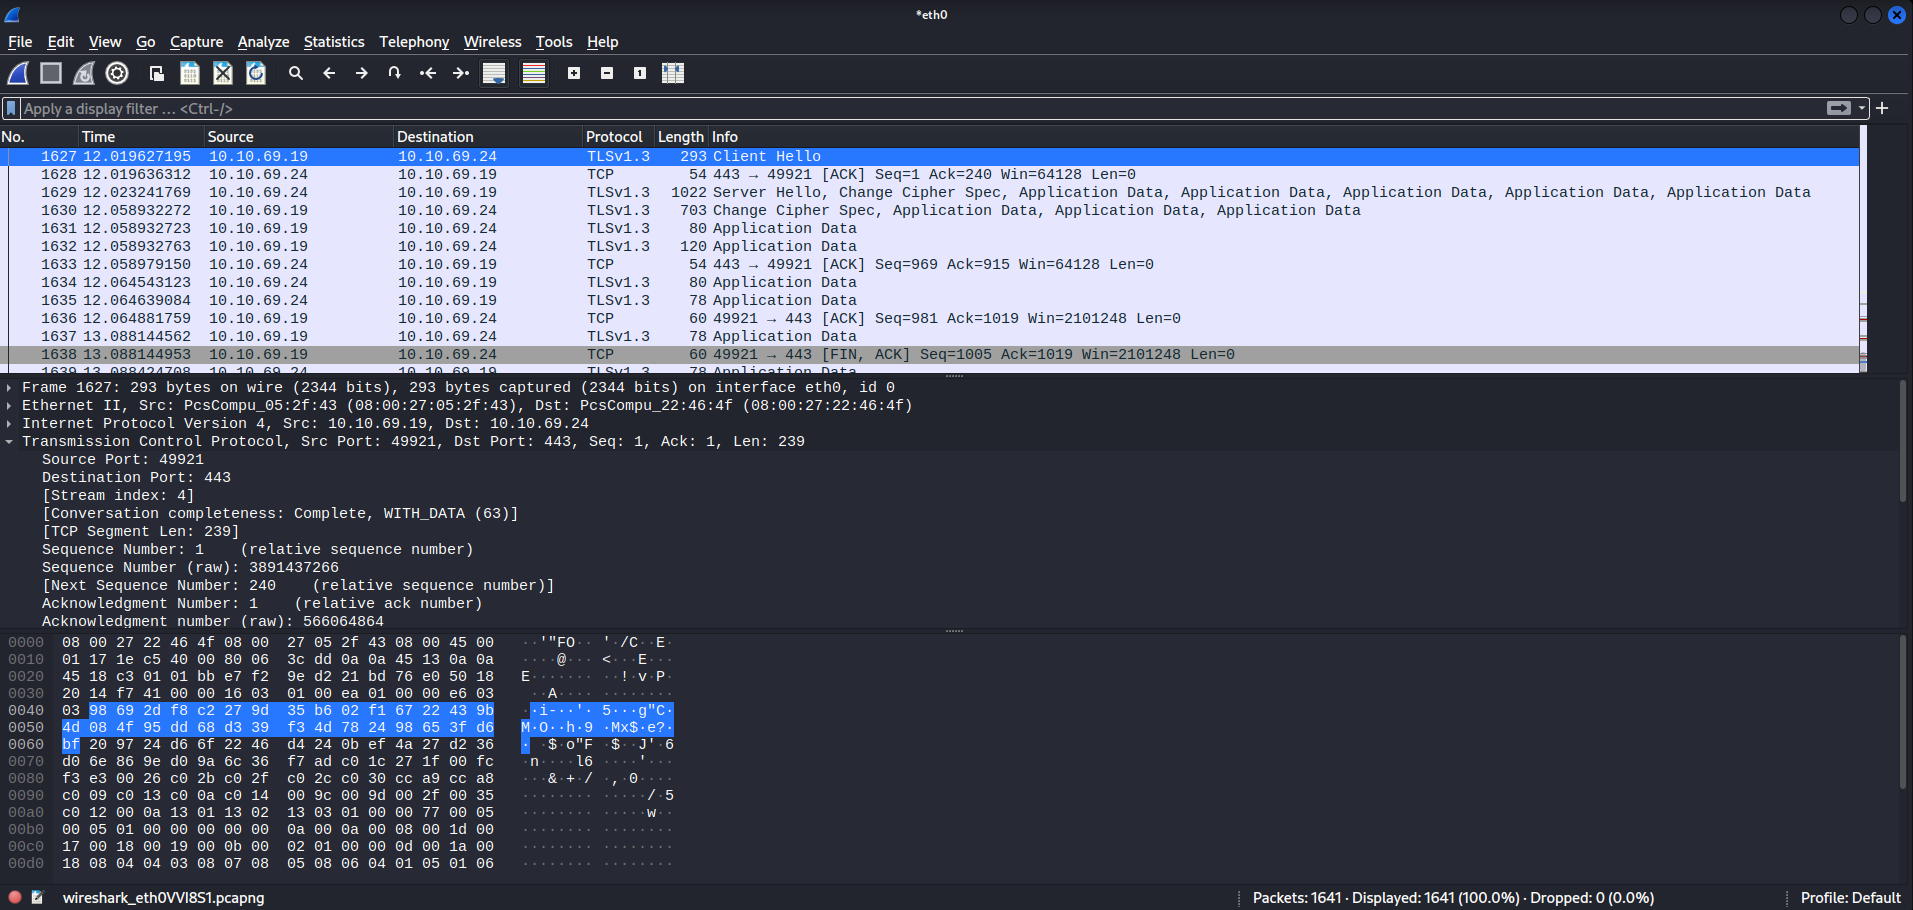 *eth0
File Edit View Go Capture Analyze Statistics Telephony Wireless Tools Help
Apply a display filter … <Ctrl-/>
No. Time Source Destination Protocol Length Info
1627 12.019627195 10.10.69.19 10.10.69.24 TLSv1.3 293 Client Hello
1628 12.019636312 10.10.69.24 10.10.69.19 TCP 54 443 → 49921 [ACK] Seq=1 Ack=240 Win=64128 Len=0
1629 12.023241769 10.10.69.24 10.10.69.19 TLSv1.3 1022 Server Hello, Change Cipher Spec, Application Data, Application Data, Application Data, Application Data, Application Data
1630 12.058932272 10.10.69.19 10.10.69.24 TLSv1.3 703 Change Cipher Spec, Application Data, Application Data, Application Data
1631 12.058932723 10.10.69.19 10.10.69.24 TLSv1.3 80 Application Data
1632 12.058932763 10.10.69.19 10.10.69.24 TLSv1.3 120 Application Data
1633 12.058979150 10.10.69.24 10.10.69.19 TCP 54 443 → 49921 [ACK] Seq=969 Ack=915 Win=64128 Len=0
1634 12.064543123 10.10.69.24 10.10.69.19 TLSv1.3 80 Application Data
1635 12.064639084 10.10.69.24 10.10.69.19 TLSv1.3 78 Application Data
1636 12.064881759 10.10.69.19 10.10.69.24 TCP 60 49921 → 443 [ACK] Seq=981 Ack=1019 Win=2101248 Len=0
1637 13.088144562 10.10.69.19 10.10.69.24 TLSv1.3 78 Application Data
1638 13.088144953 10.10.69.19 10.10.69.24 TCP 60 49921 → 443 [FIN, ACK] Seq=1005 Ack=1019 Win=2101248 Len=0
1639 13.088424708 10.10.69.24 10.10.69.19 TLSv1.3 78 Application Data
Frame 1627: 293 bytes on wire (2344 bits), 293 bytes captured (2344 bits) on interface eth0, id 0
Ethernet II, Src: PcsCompu_05:2f:43 (08:00:27:05:2f:43), Dst: PcsCompu_22:46:4f (08:00:27:22:46:4f)
Internet Protocol Version 4, Src: 10.10.69.19, Dst: 10.10.69.24
Transmission Control Protocol, Src Port: 49921, Dst Port: 443, Seq: 1, Ack: 1, Len: 239
Source Port: 49921
Destination Port: 443
[Stream index: 4]
[Conversation completeness: Complete, WITH_DATA (63)]
[TCP Segment Len: 239]
Sequence Number: 1 (relative sequence number)
Sequence Number (raw): 3891437266
[Next Sequence Number: 240 (relative sequence number)]
Acknowledgment Number: 1 (relative ack number)
Acknowledgment number (raw): 566064864
0000 08 00 27 22 46 4f 08 00 27 05 2f 43 08 00 45 00 ··'"FO·· '·/C··E·
0010 01 17 1e c5 40 00 80 06 3c dd 0a 0a 45 13 0a 0a ····@··· <···E···
0020 45 18 c3 01 01 bb e7 f2 9e d2 21 bd 76 e0 50 18 E······· ··!·v·P·
0030 20 14 f7 41 00 00 16 03 01 00 ea 01 00 00 e6 03 ··A···· ········
0040 03 98 69 2d f8 c2 27 9d 35 b6 02 f1 67 22 43 9b ··i-··'· 5···g"C·
0050 4d 08 4f 95 dd 68 d3 39 f3 4d 78 24 98 65 3f d6 M·O··h·9 ·Mx$·e?·
0060 bf 20 97 24 d6 6f 22 46 d4 24 0b ef 4a 27 d2 36 · ·$·o"F ·$··J'·6
0070 d0 6e 86 9e d0 9a 6c 36 f7 ad c0 1c 27 1f 00 fc ·n····l6 ····'···
0080 f3 e3 00 26 c0 2b c0 2f c0 2c c0 30 cc a9 cc a8 ···&·+·/ ·,·0····
0090 c0 09 c0 13 c0 0a c0 14 00 9c 00 9d 00 2f 00 35 ········ ·····/·5
00a0 c0 12 00 0a 13 01 13 02 13 03 01 00 00 77 00 05 ········ ·····w··
00b0 00 05 01 00 00 00 00 00 0a 00 0a 00 08 00 1d 00 ········ ········
00c0 17 00 18 00 19 00 0b 00 02 01 00 00 0d 00 1a 00 ········ ········
00d0 18 08 04 04 03 08 07 08 05 08 06 04 01 05 01 06 ········ ········
wireshark_eth0VVI8S1.pcapng Packets: 1641 · Displayed: 1641 (100.0%) · Dropped: 0 (0.0%) Profile: Default